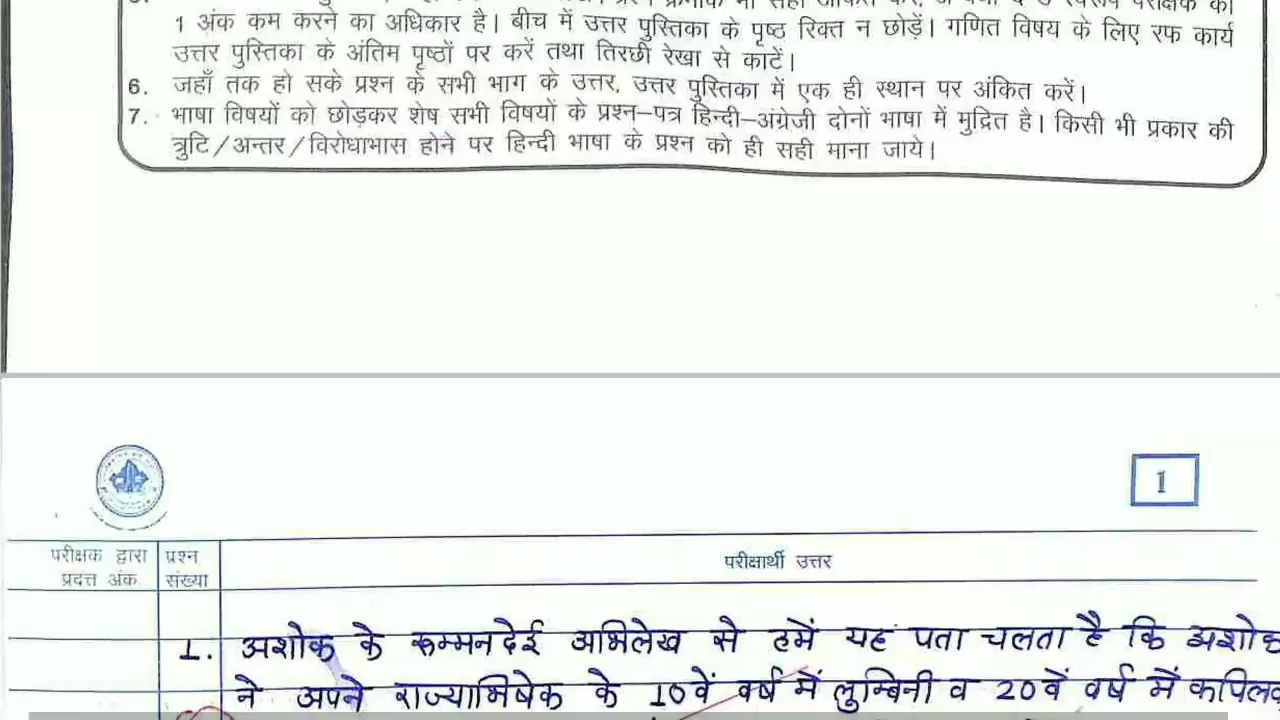 1 अंक कम करने का अधिकार है। बीच में उत्तर पुस्तिका के पृष्ठ रिक्त न छोड़ें। गणित विषय के लिए रफ कार्य
उत्तर पुस्तिका के अंतिम पृष्ठों पर करें तथा तिरछी रेखा से काटें।
6. जहाँ तक हो सके प्रश्न के सभी भाग के उत्तर, उत्तर पुस्तिका में एक ही स्थान पर अंकित करें।
7. भाषा विषयों को छोड़कर शेष सभी विषयों के प्रश्न-पत्र हिन्दी-अंग्रेजी दोनों भाषा में मुद्रित है। किसी भी प्रकार की
त्रुटि/अन्तर/विरोधाभास होने पर हिन्दी भाषा के प्रश्न को ही सही माना जाये।
1
परीक्षक द्वारा प्रश्न
परीक्षार्थी उत्तर
प्रदत्त अंक संख्या
1. अशोक के रूम्मनदेई अभिलेख से हमें यह पता चलता है कि अशोक
ने अपने राज्याभिषेक के 10वें वर्ष में लुम्बिनी व 20वें वर्ष में